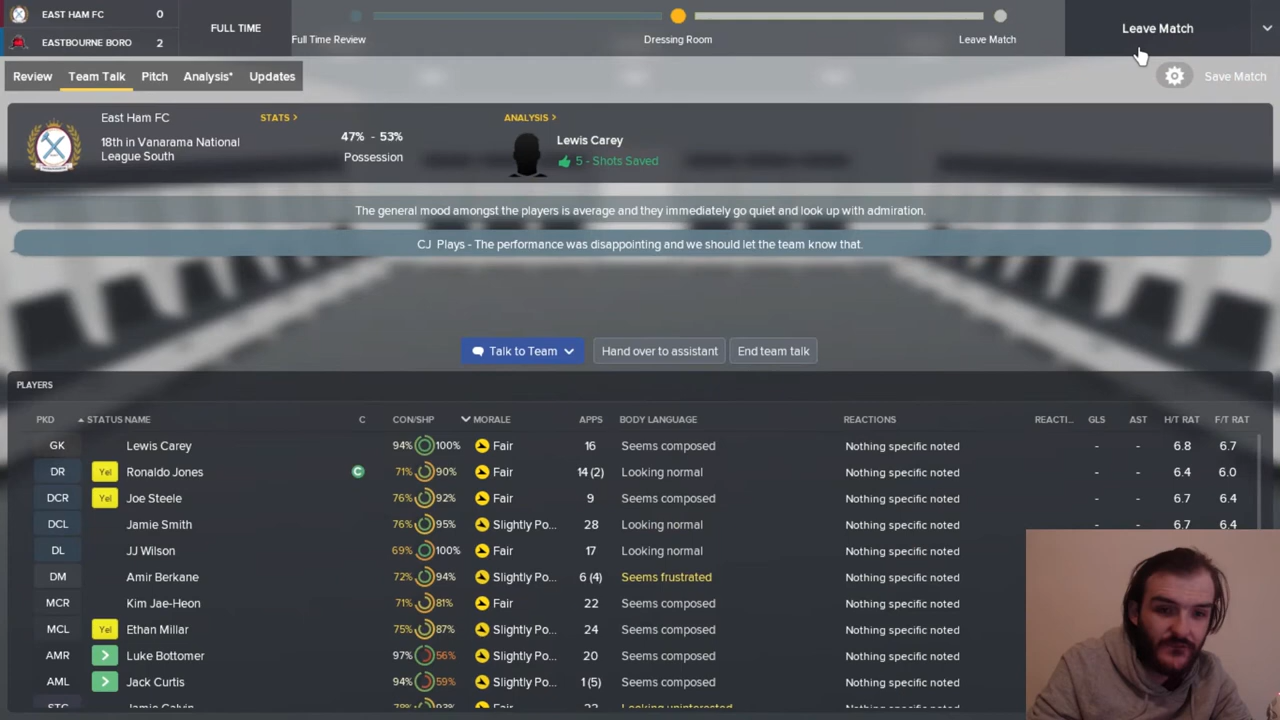 EAST HAM FC 0
EASTBOURNE BORO 2
FULL TIME
Full Time Review
Dressing Room
Leave Match
Leave Match
Review Team Talk Pitch Analysis* Updates
Save Match
East Ham FC
18th in Vanarama National
League South
STATS >
47% - 53%
Possession
ANALYSIS >
Lewis Carey
5 - Shots Saved
The general mood amongst the players is average and they immediately go quiet and look up with admiration.
CJ Plays - The performance was disappointing and we should let the team know that.
Talk to Team
Hand over to assistant
End team talk
PLAYERS
PKD STATUS NAME C CON/SHP MORALE APPS BODY LANGUAGE REACTIONS REACTI... GLS AST H/T RAT F/T RAT
GK Lewis Carey 94% 100% Fair 16 Seems composed Nothing specific noted - - 6.8 6.7
DR Yel Ronaldo Jones C 71% 90% Fair 14 (2) Looking normal Nothing specific noted - - 6.4 6.0
DCR Yel Joe Steele 76% 92% Fair 9 Seems composed Nothing specific noted - - 6.7 6.4
DCL Jamie Smith 76% 95% Slightly Po... 28 Looking normal Nothing specific noted - - 6.7 6.4
DL JJ Wilson 69% 100% Fair 17 Looking normal Nothing specific noted
DM Amir Berkane 72% 94% Slightly Po... 6 (4) Seems frustrated Nothing specific noted
MCR Kim Jae-Heon 71% 81% Fair 22 Seems composed Nothing specific noted
MCL Yel Ethan Millar 75% 87% Slightly Po... 24 Seems composed Nothing specific noted
AMR Luke Bottomer 97% 56% Slightly Po... 20 Seems composed Nothing specific noted
AML Jack Curtis 94% 59% Slightly Po... 1 (5) Seems composed Nothing specific noted